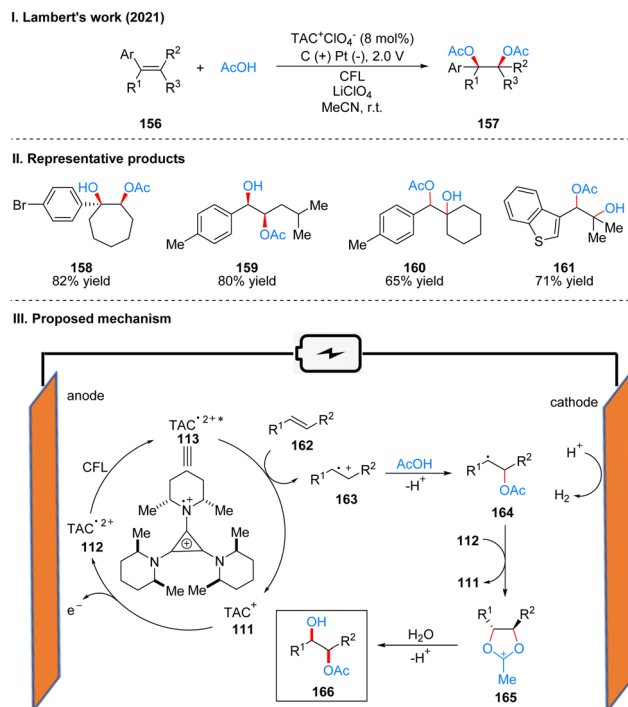 I. Lambert's work (2021)
Ar
R²
R¹
R³
156
+
AcOH
TAC⁺ClO₄⁻ (8 mol%)
C (+) Pt (-), 2.0 V
CFL
LiClO₄
MeCN, r.t.
AcO
OAc
Ar
R²
R¹
R³
157
II. Representative products
Br
HO
OAc
158
82% yield
OH
Me
OAc
Me
Me
159
80% yield
OAc
OH
Me
160
65% yield
OAc
OH
Me
Me
S
161
71% yield
III. Proposed mechanism
anode
cathode
TAC•²⁺*
113
CFL
TAC•²⁺
112
e⁻
TAC⁺
111
Me
Me
N•⁺
Me
Me
N
N
⊕
Me
Me
R¹
R²
162
R¹
•
+
R²
163
AcOH
-H⁺
R¹
•
R²
OAc
164
H⁺
H₂
112
111
R¹
R²
O
O
+
Me
165
H₂O
-H⁺
OH
R¹
R²
OAc
166